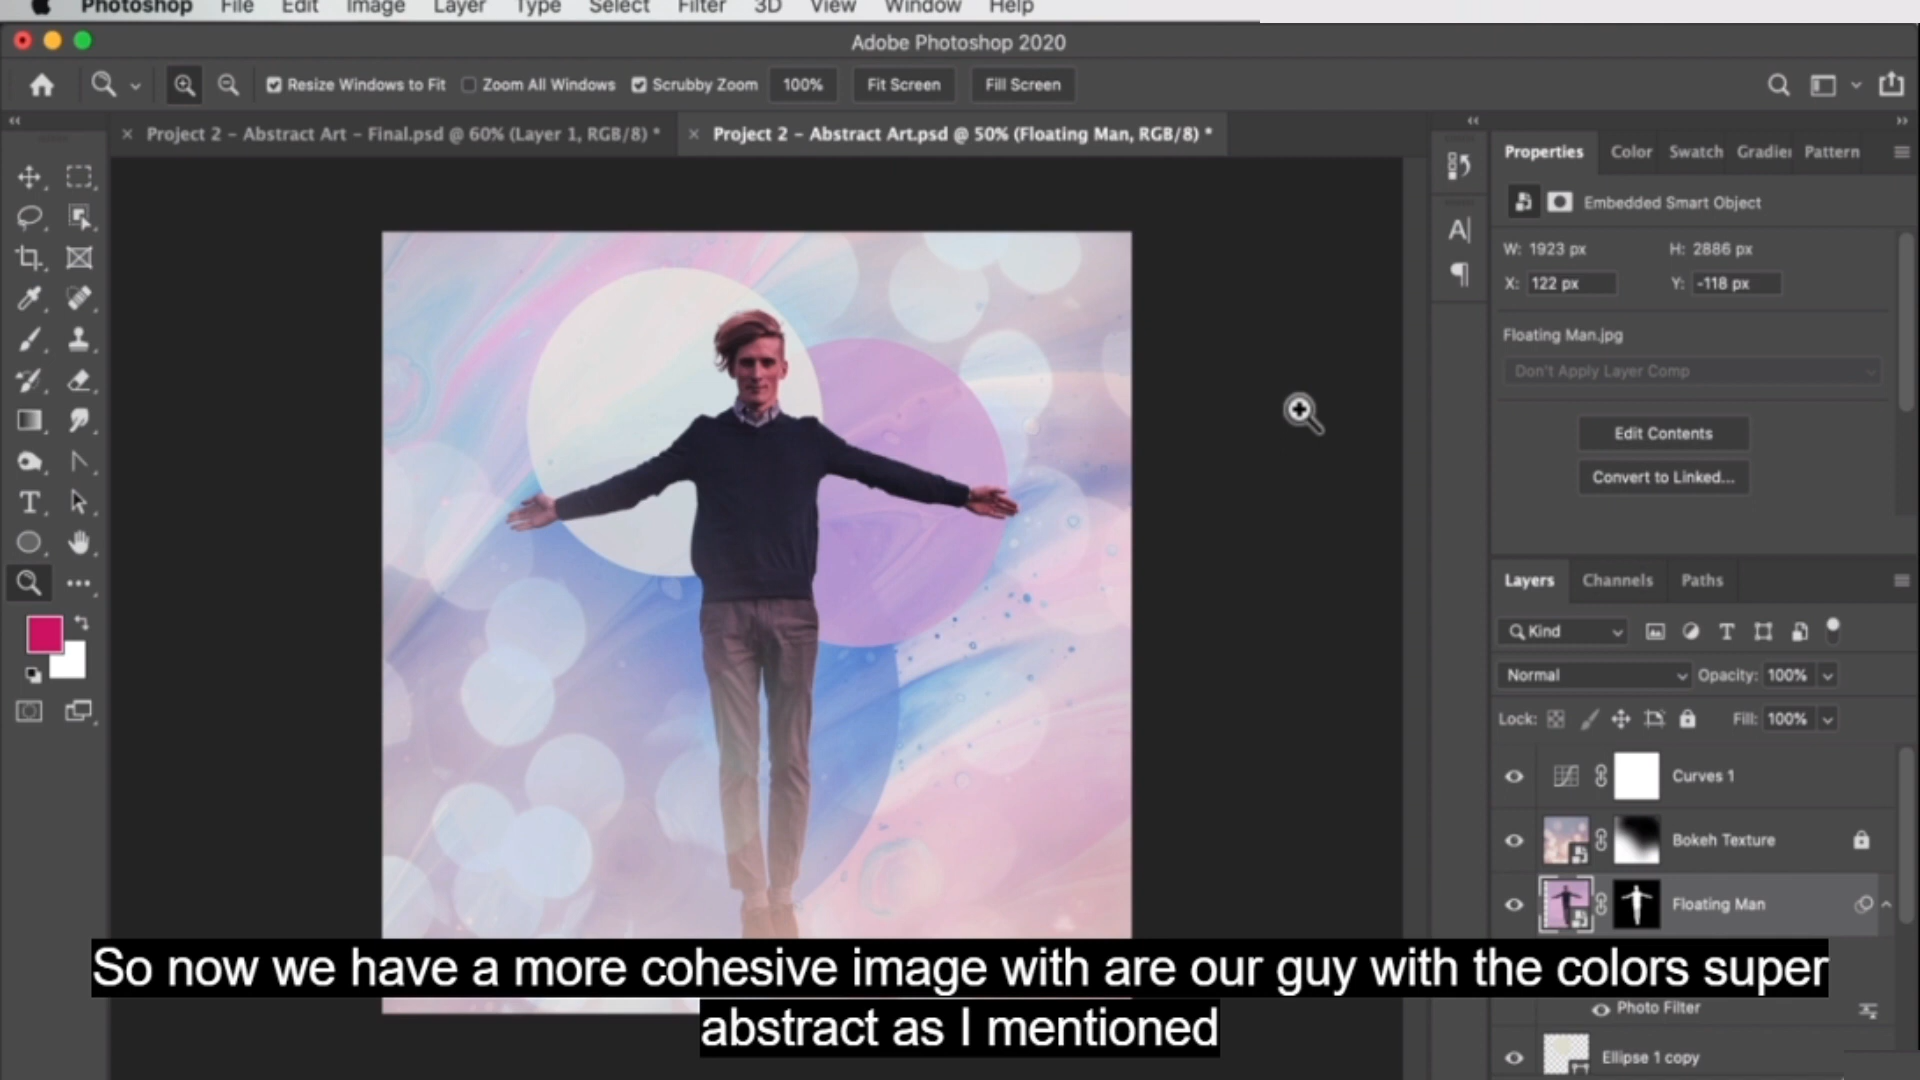 Photoshop File Edit Image Layer Type Select Filter 3D View Window Help
Adobe Photoshop 2020
Resize Windows to Fit Zoom All Windows Scrubby Zoom 100% Fit Screen Fill Screen
Project 2 - Abstract Art - Final.psd @ 60% (Layer 1, RGB/8) * Project 2 - Abstract Art.psd @ 50% (Floating Man, RGB/8) *
Properties Color Swatch Gradier Pattern
Embedded Smart Object
W: 1923 px H: 2886 px
X: 122 px Y: -118 px
Floating Man.jpg
Don't Apply Layer Comp
Edit Contents
Convert to Linked...
Layers Channels Paths
Kind
Normal Opacity: 100%
Lock: Fill: 100%
Curves 1
Bokeh Texture
Floating Man
So now we have a more cohesive image with are our guy with the colors super
abstract as I mentioned
Photo Filter
Ellipse 1 copy